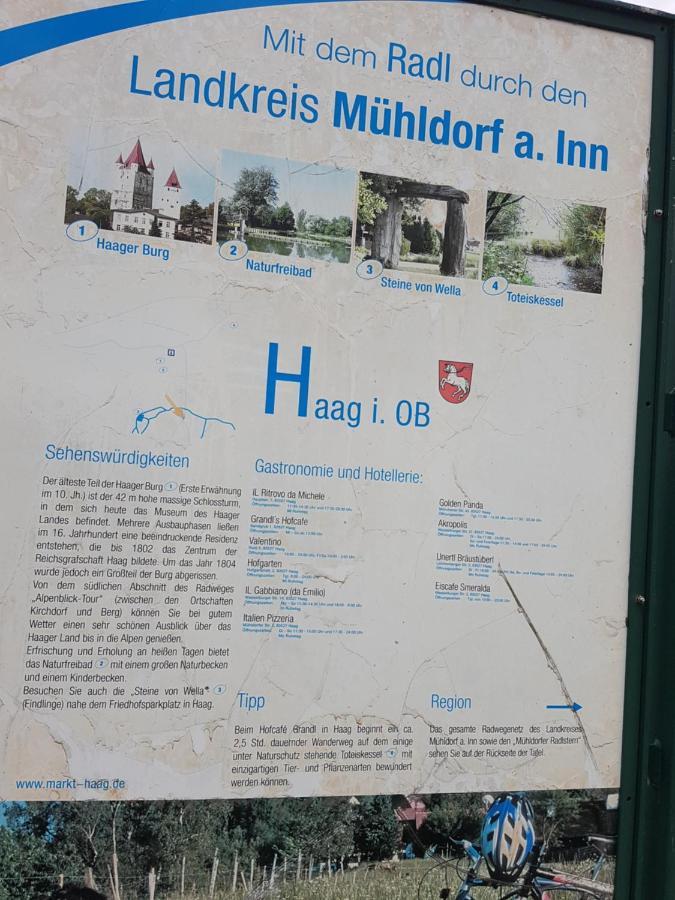 Mit dem Radl durch den
Landkreis Mühldorf a. Inn
1 Haager Burg
2 Naturfreibad
3 Steine von Wella
4 Toteiskessel
Haag i. OB
Sehenswürdigkeiten
Der älteste Teil der Haager Burg 1 (Erste Erwähnung
im 10. Jh.) ist der 42 m hohe massige Schlossturm,
in dem sich heute das Museum des Haager
Landes befindet. Mehrere Ausbauphasen ließen
im 16. Jahrhundert eine beeindruckende Residenz
entstehen, die bis 1802 das Zentrum der
Reichsgrafschaft Haag bildete. Um das Jahr 1804
wurde jedoch ein Großteil der Burg abgerissen.
Von dem südlichen Abschnitt des Radweges
„Alpenblick-Tour“ (zwischen den Ortschaften
Kirchdorf und Berg) können Sie bei gutem
Wetter einen sehr schönen Ausblick über das
Haager Land bis in die Alpen genießen.
Erfrischung und Erholung an heißen Tagen bietet
das Naturfreibad 2 mit einem großen Naturbecken
und einem Kinderbecken.
Besuchen Sie auch die „Steine von Wella“ 3
(Findlinge) nahe dem Friedhofsparkplatz in Haag.
www.markt-haag.de
Gastronomie und Hotellerie:
IL Ritrovo da Michele
Grandl's Hofcafe
Valentino
Hofgarten
IL Gabbiano (da Emilio)
Italien Pizzeria
Golden Panda
Akropolis
Unertl Bräustüberl
Eiscafe Smeralda
Tipp
Beim Hofcafé Grandl in Haag beginnt ein ca.
2,5 Std. dauernder Wanderweg auf dem einige
unter Naturschutz stehende Toteiskessel 4 mit
einzigartigen Tier- und Pflanzenarten bewundert
werden können.
Region
Das gesamte Radwegenetz des Landkreises
Mühldorf a. Inn sowie den „Mühldorfer Radlstern“
sehen Sie auf der Rückseite der Tafel.